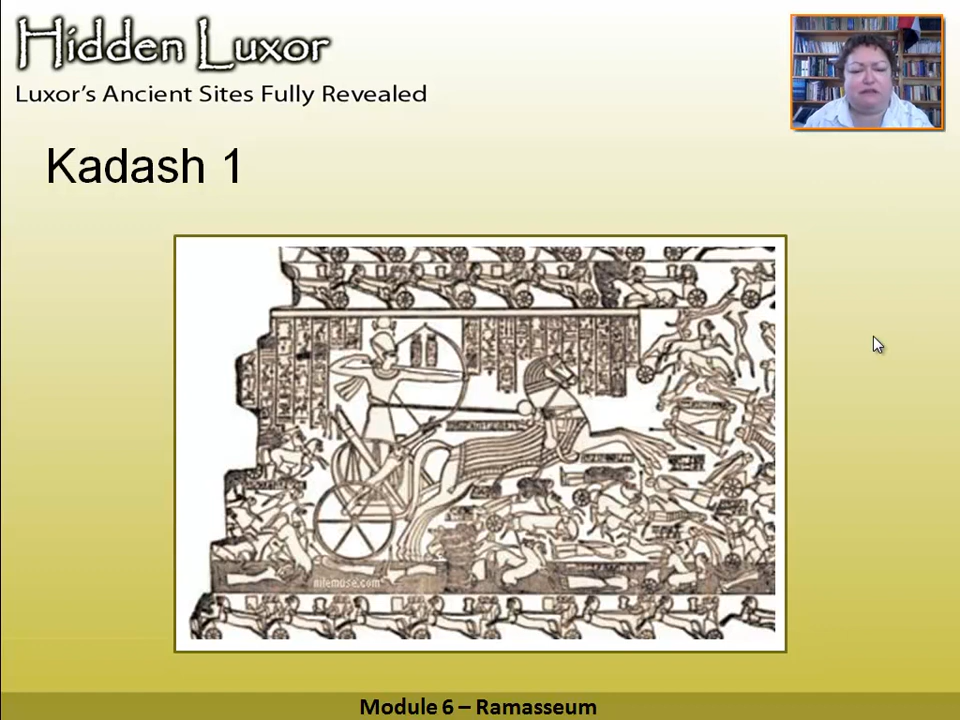 Hidden Luxor
Luxor's Ancient Sites Fully Revealed
Kadash 1
nilemuse.com
Module 6 – Ramasseum